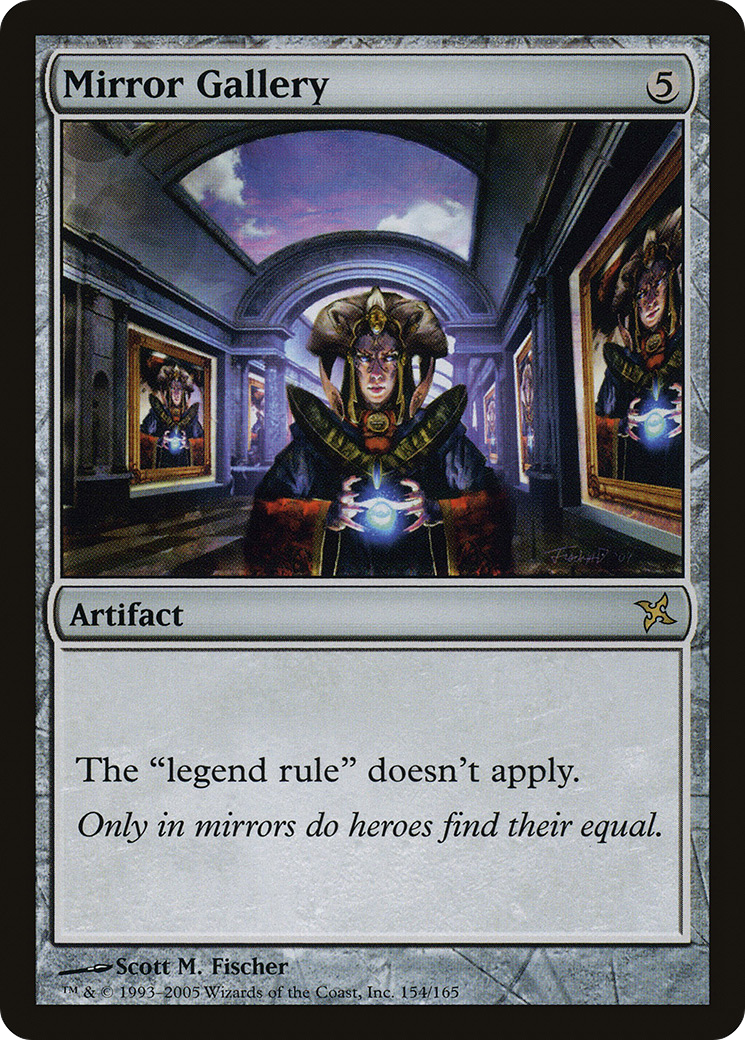 Mirror Gallery
5
Artifact
The “legend rule” doesn’t apply.
Only in mirrors do heroes find their equal.
Scott M. Fischer
™ & © 1993–2005 Wizards of the Coast, Inc. 154/165